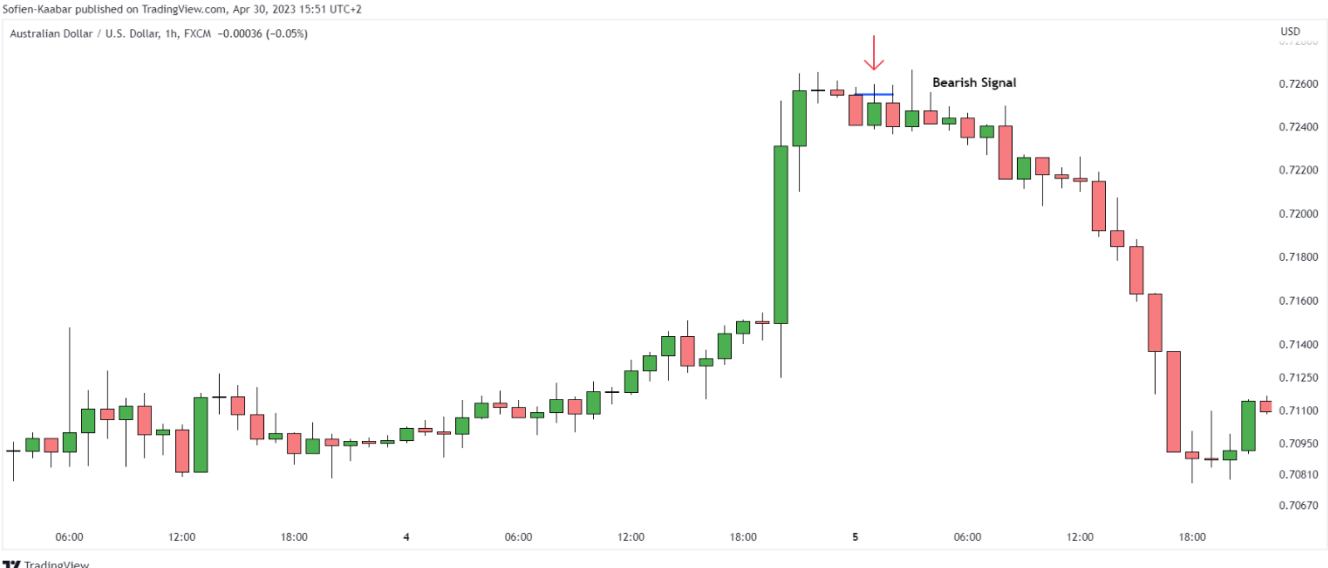 Sofien-Kaabar published on TradingView.com, Apr 30, 2023 15:51 UTC+2
Australian Dollar / U.S. Dollar, 1h, FXCM −0.00036 (−0.05%)
USD
Bearish Signal
0.72600
0.72400
0.72200
0.72000
0.71800
0.71600
0.71400
0.71250
0.71100
0.70950
0.70810
0.70670
06:00 12:00 18:00 4 06:00 12:00 18:00 5 06:00 12:00 18:00
TradingView